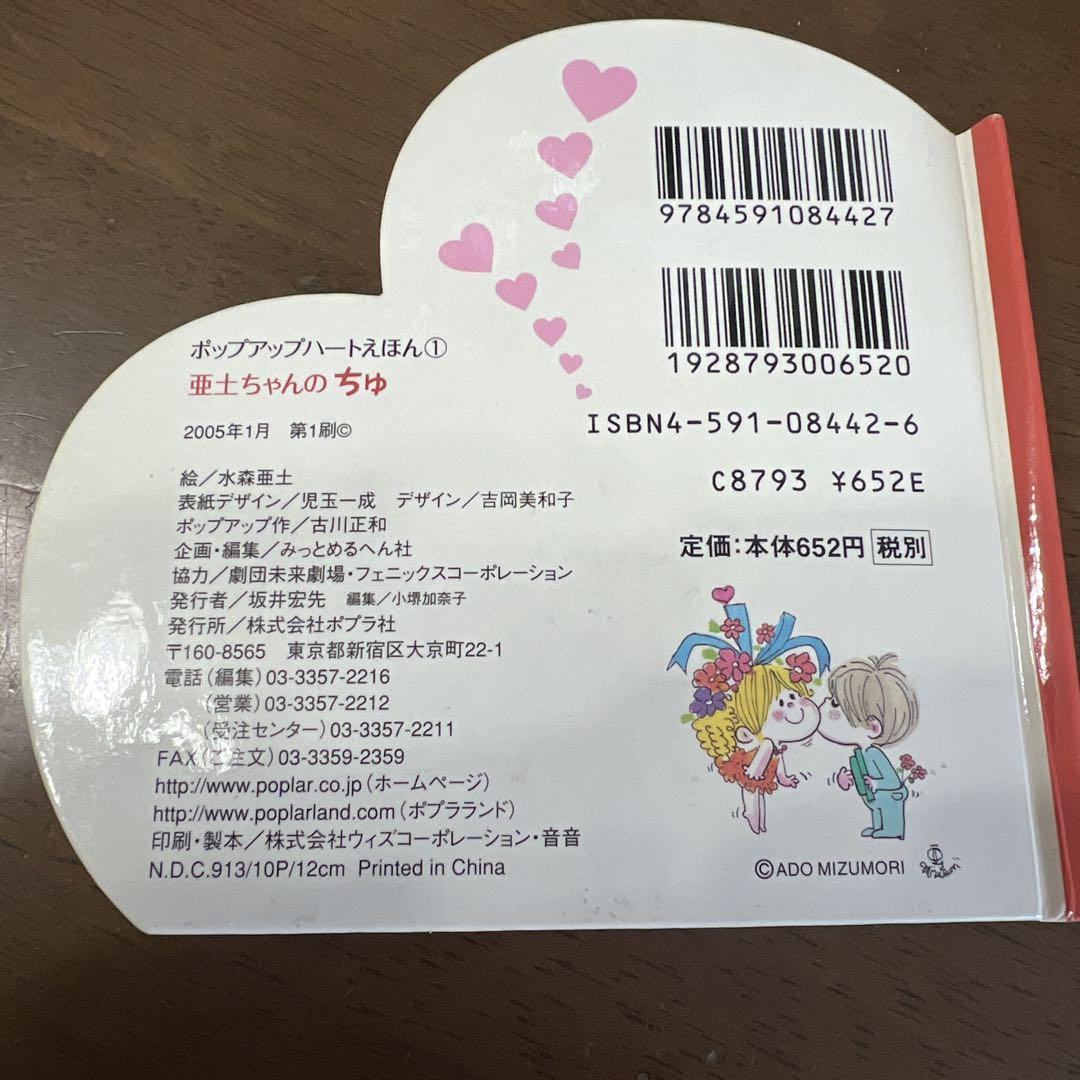 ポップアップハートえほん①
亜土ちゃんの ちゅ
2005年1月 第1刷©
絵／水森亜土
表紙デザイン／児玉一成 デザイン／吉岡美和子
ポップアップ作／古川正和
企画・編集／みっとめるへん社
協力／劇団未来劇場・フェニックスコーポレーション
発行者／坂井宏先 編集／小堺加奈子
発行所／株式会社ポプラ社
〒160-8565 東京都新宿区大京町22-1
電話（編集）03-3357-2216
（営業）03-3357-2212
（受注センター）03-3357-2211
FAX（ご注文）03-3359-2359
http://www.poplar.co.jp（ホームページ）
http://www.poplarland.com（ポプラランド）
印刷・製本／株式会社ウィズコーポレーション・音音
N.D.C.913/10P/12cm Printed in China
9784591084427
1928793006520
ISBN4-591-08442-6
C8793 ¥652E
定価：本体652円 税別
©ADO MIZUMORI
亜土 Mizumori